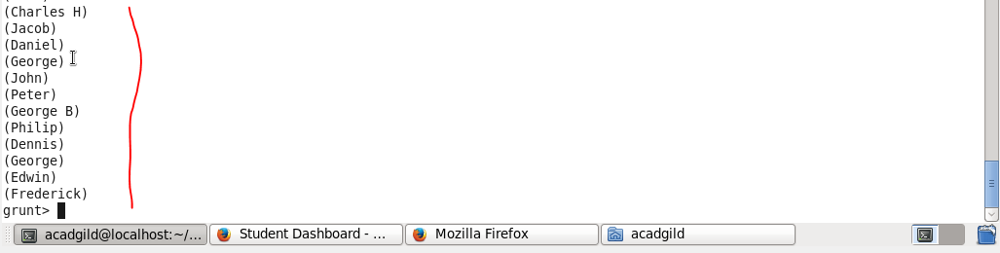 (Charles H)
(Jacob)
(Daniel)
(George)
(John)
(Peter)
(George B)
(Philip)
(Dennis)
(George)
(Edwin)
(Frederick)
grunt>
acadgild@localhost:~/... Student Dashboard - ... Mozilla Firefox acadgild